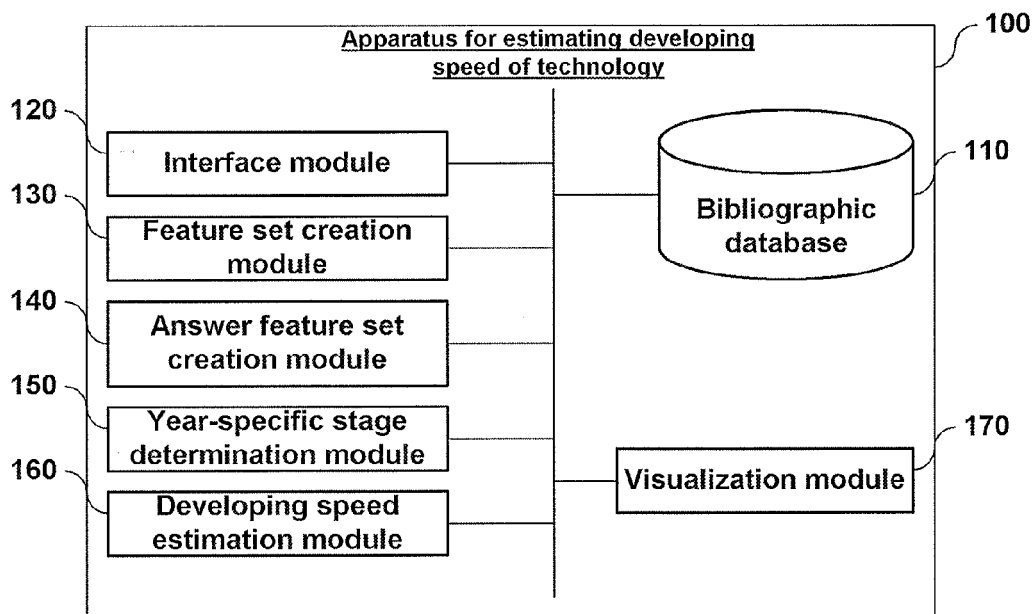 100
Apparatus for estimating developing
speed of technology
120
Interface module
110
Bibliographic
database
130
Feature set creation
module
140
Answer feature set
creation module
150
Year-specific stage
determination module
160
Developing speed
estimation module
170
Visualization module